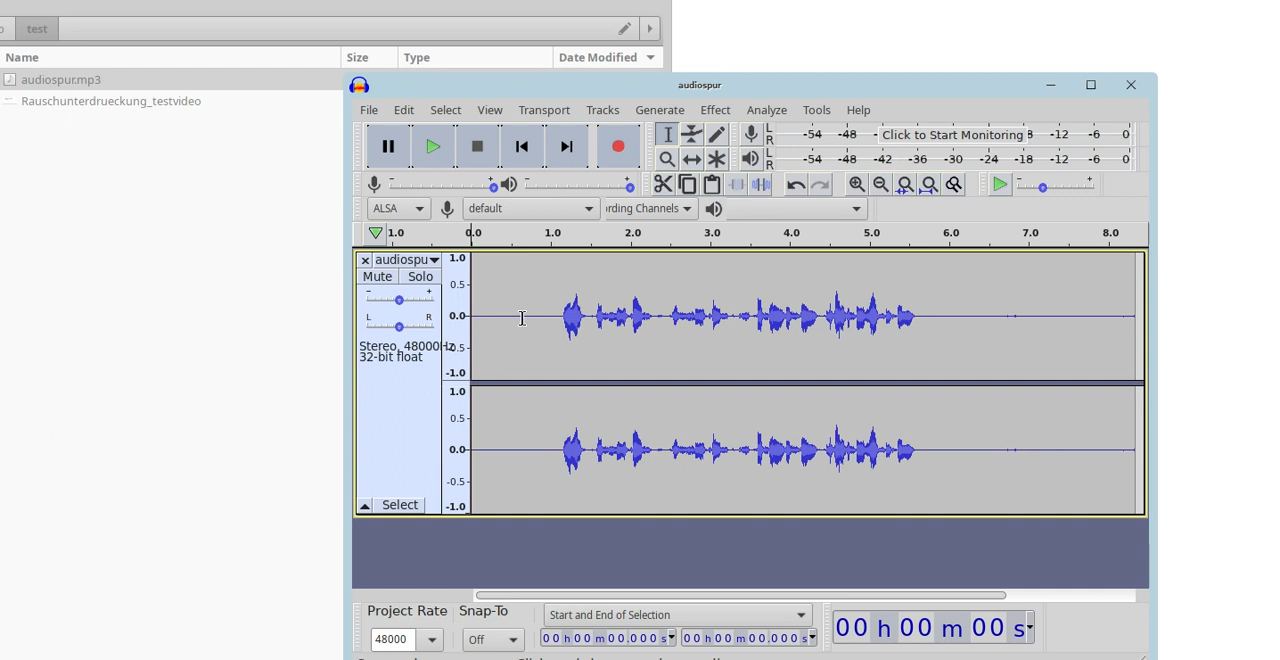 test
Name Size Type Date Modified
audiospur.mp3
Rauschunterdrueckung_testvideo
audiospur
File Edit Select View Transport Tracks Generate Effect Analyze Tools Help
L R -54 -48 Click to Start Monitoring -12 -6 0
L R -54 -48 -42 -36 -30 -24 -18 -12 -6 0
ALSA default rding Channels
1.0 0.0 1.0 2.0 3.0 4.0 5.0 6.0 7.0 8.0
audiospu
Mute Solo
- +
L R
Stereo, 48000Hz
32-bit float
Select
1.0
0.5
0.0
-0.5
-1.0
1.0
0.5
0.0
-0.5
-1.0
Project Rate Snap-To Start and End of Selection
48000 Off 00 h 00 m 00.000 s 00 h 00 m 00.000 s 00 h 00 m 00 s